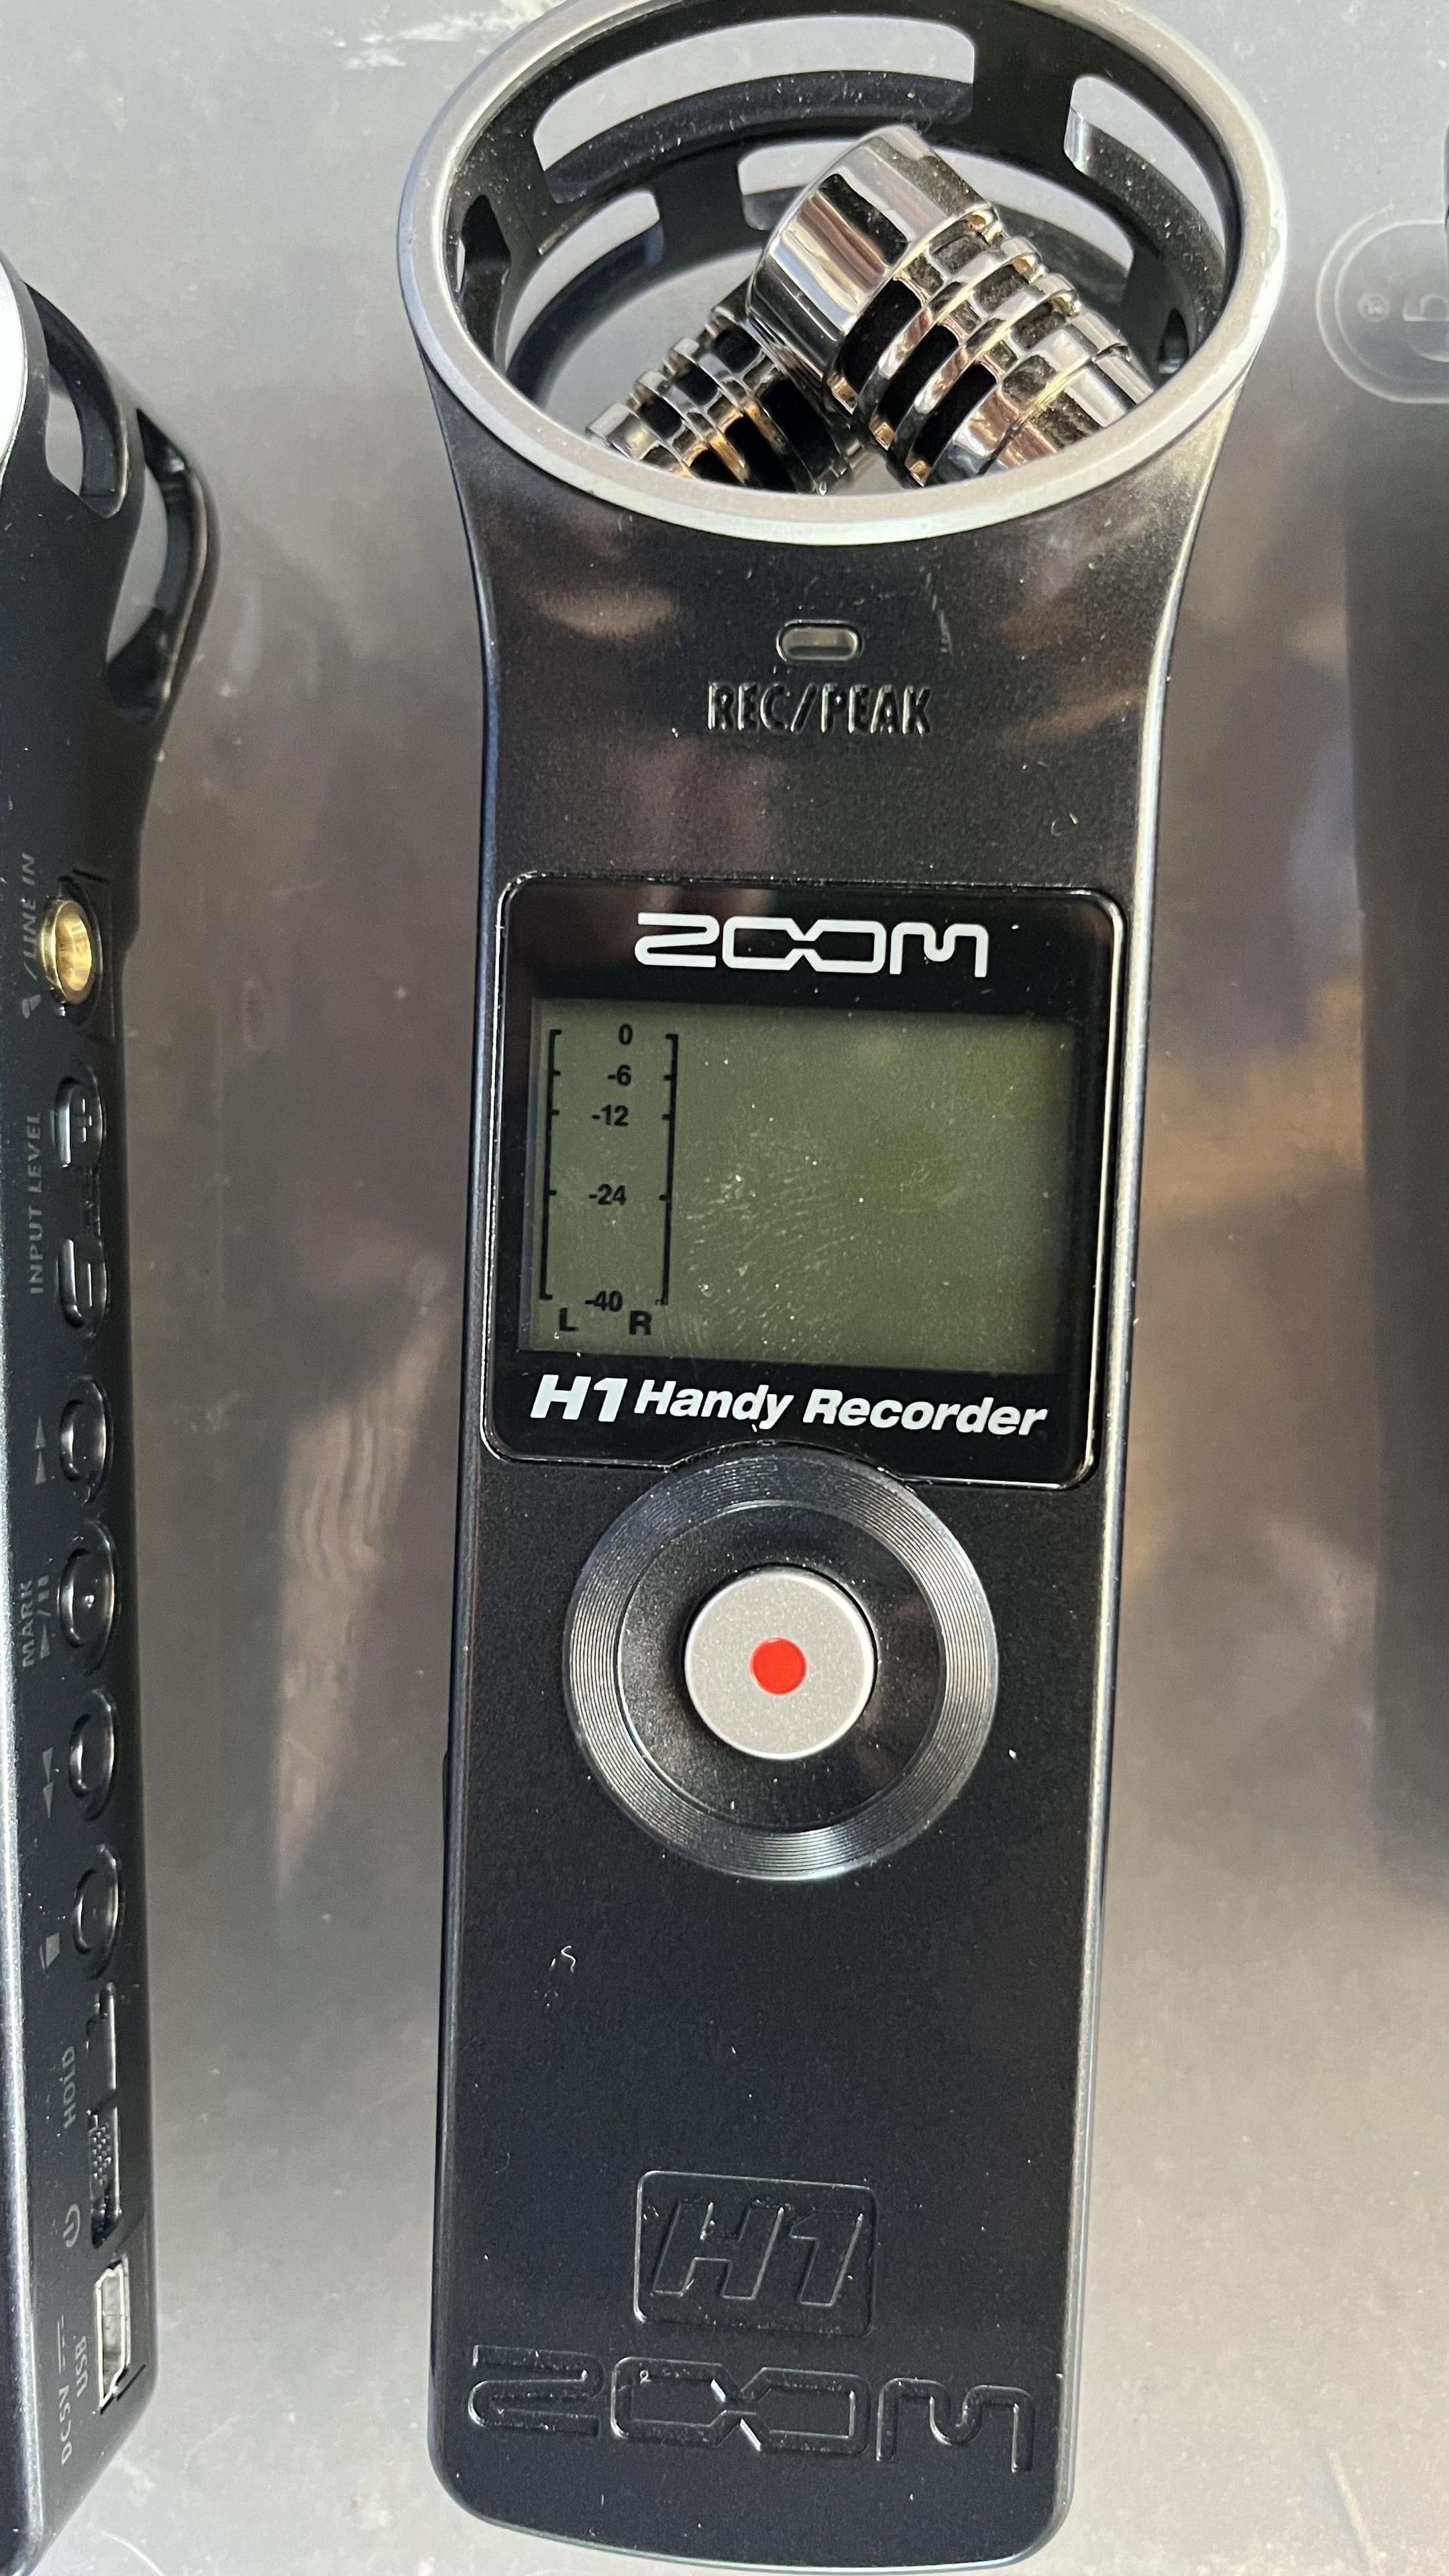 REC/PEAK
ZOOM
0
-6
-12
-24
-40
L R
H1 Handy Recorder
H1
ZOOM
/LINE IN
INPUT LEVEL
MARK
HOLD
DC5V
USB